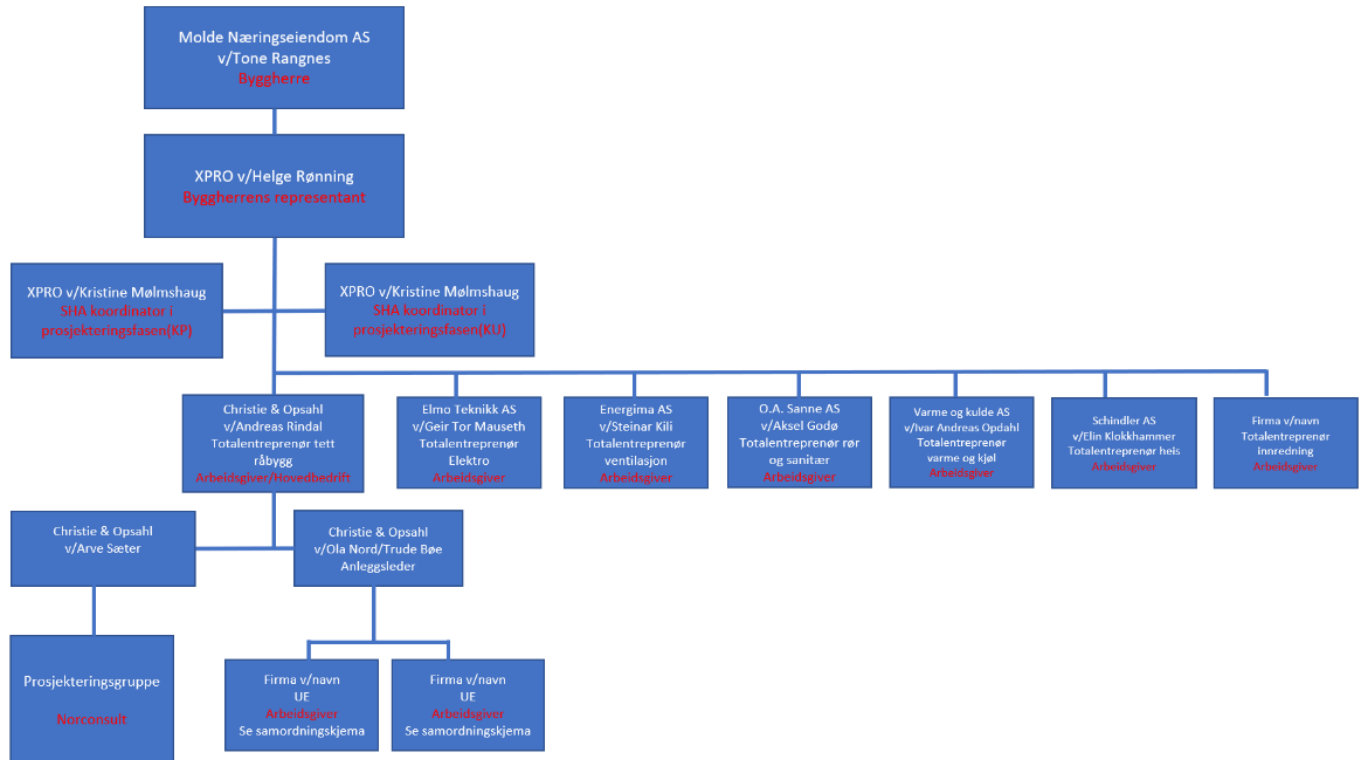 Molde Næringseiendom AS
v/Tone Rangnes
Byggherre
XPRO v/Helge Rønning
Byggherrens representant
XPRO v/Kristine Mølmshaug
SHA koordinator i
prosjekteringsfasen(KP)
XPRO v/Kristine Mølmshaug
SHA koordinator i
prosjekteringsfasen(KU)
Christie & Opsahl
v/Andreas Rindal
Totalentreprenør tett
råbygg
Arbeidsgiver/Hovedbedrift
Elmo Teknikk AS
v/Geir Tor Mauseth
Totalentreprenør
Elektro
Arbeidsgiver
Energima AS
v/Steinar Kili
Totalentreprenør
ventilasjon
Arbeidsgiver
O.A. Sanne AS
v/Aksel Godø
Totalentreprenør rør
og sanitær
Arbeidsgiver
Varme og kulde AS
v/Ivar Andreas Opdahl
Totalentreprenør
varme og kjøl
Arbeidsgiver
Schindler AS
v/Elin Klokkhammer
Totalentreprenør heis
Arbeidsgiver
Firma v/navn
Totalentreprenør
innredning
Arbeidsgiver
Christie & Opsahl
v/Arve Sæter
Christie & Opsahl
v/Ola Nord/Trude Bøe
Anleggsleder
Prosjekteringsgruppe
Norconsult
Firma v/navn
UE
Arbeidsgiver
Se samordningskjema
Firma v/navn
UE
Arbeidsgiver
Se samordningskjema